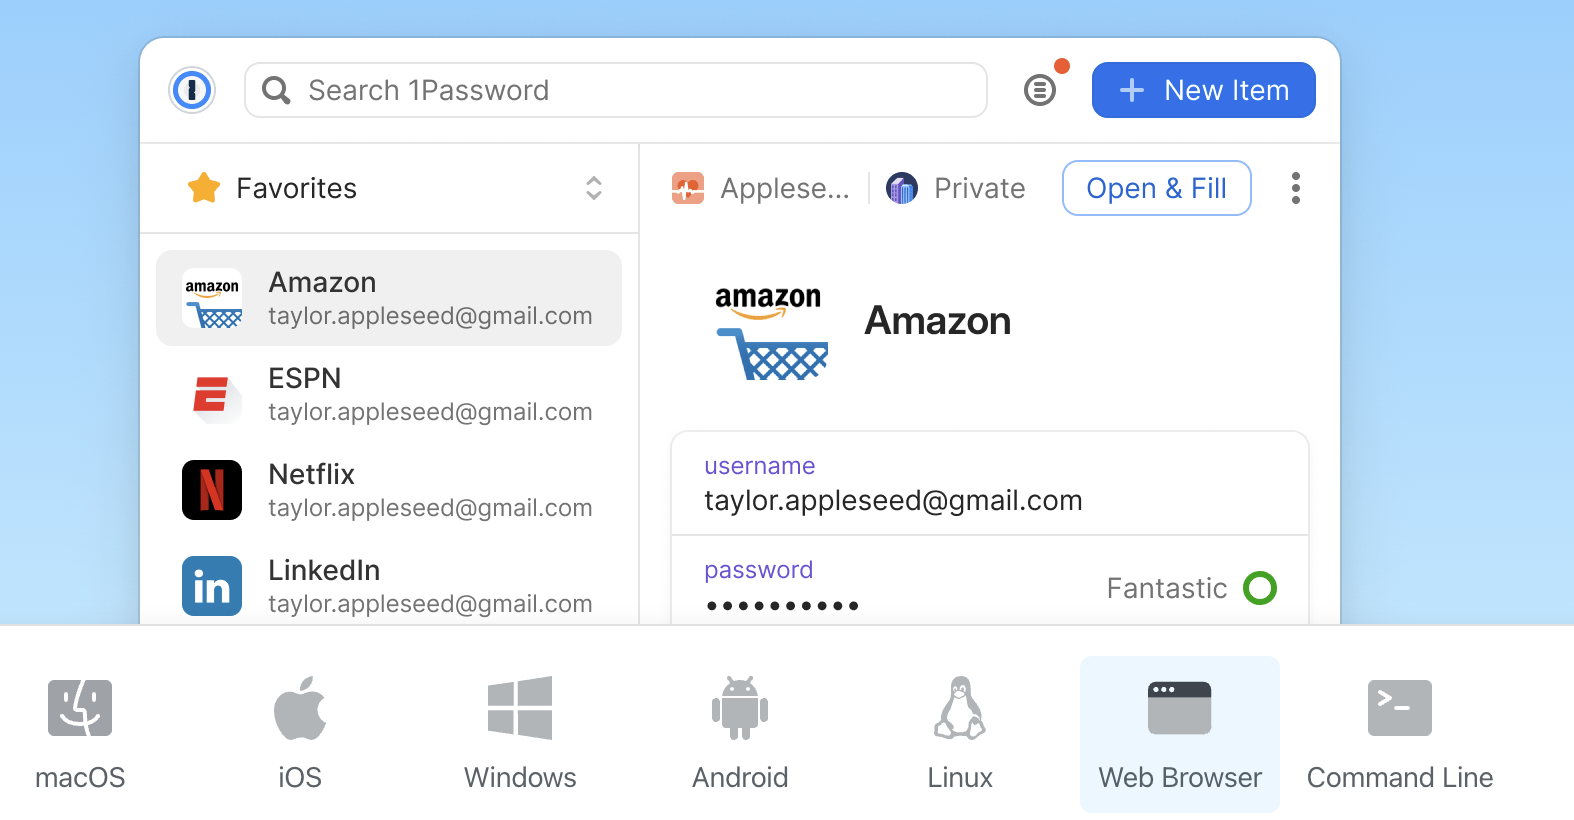 Search 1Password
+ New Item
Favorites
Applese...
Private
Open & Fill
amazon
Amazon
taylor.appleseed@gmail.com
ESPN
taylor.appleseed@gmail.com
Netflix
taylor.appleseed@gmail.com
LinkedIn
taylor.appleseed@gmail.com
amazon
Amazon
username
taylor.appleseed@gmail.com
password
••••••••••
Fantastic
macOS
iOS
Windows
Android
Linux
Web Browser
Command Line